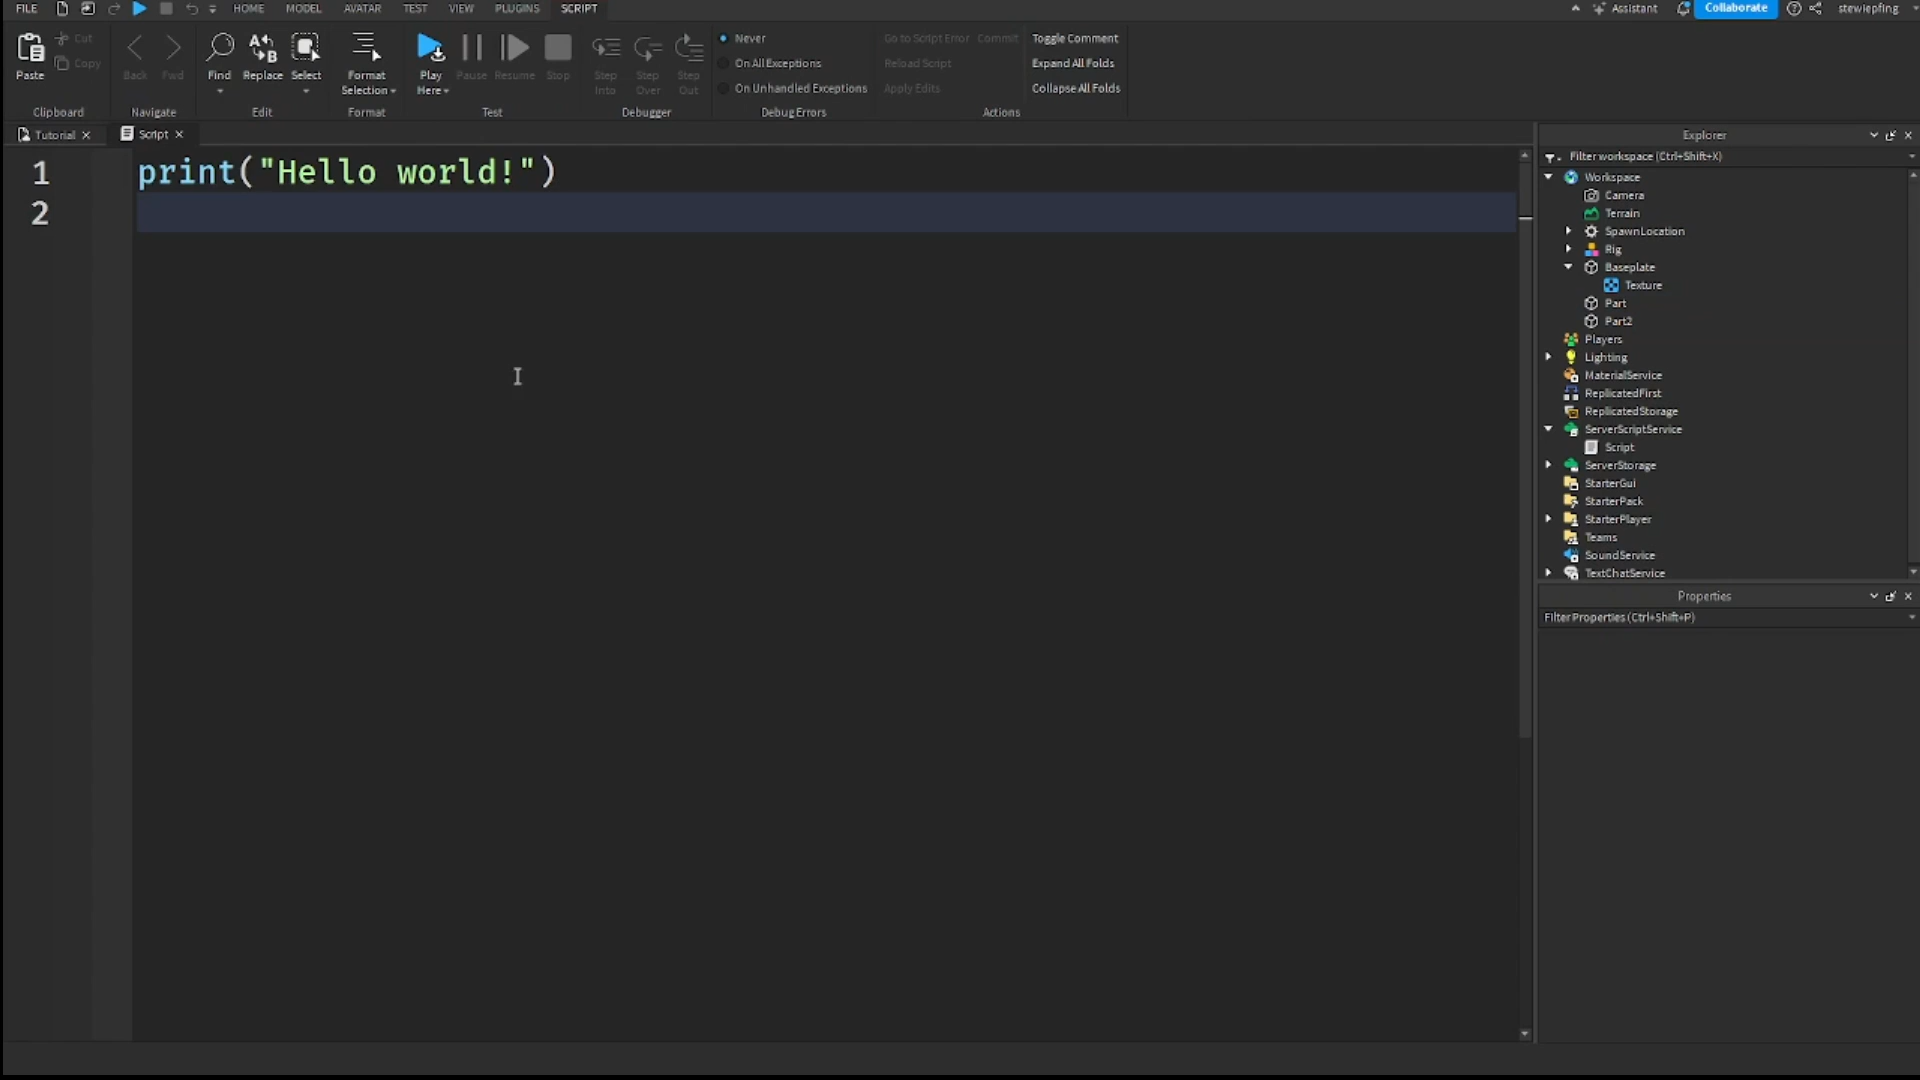 FILE HOME MODEL AVATAR TEST VIEW PLUGINS SCRIPT Assistant Collaborate stewiepfing
Paste Cut Copy
Back Fwd
Find Replace Select
Format Selection
Play Here Pause Resume Stop
Step Into Step Over Step Out
Never
On All Exceptions
On Unhandled Exceptions
Go to Script Error Commit
Reload Script
Apply Edits
Toggle Comment
Expand All Folds
Collapse All Folds
Clipboard Navigate Edit Format Test Debugger Debug Errors Actions
Tutorial Script
1 print("Hello world!")
2
Explorer
Filter workspace (Ctrl+Shift+X)
Workspace
Camera
Terrain
SpawnLocation
Rig
Baseplate
Texture
Part
Part2
Players
Lighting
MaterialService
ReplicatedFirst
ReplicatedStorage
ServerScriptService
Script
ServerStorage
StarterGui
StarterPack
StarterPlayer
Teams
SoundService
TextChatService
Properties
Filter Properties (Ctrl+Shift+P)